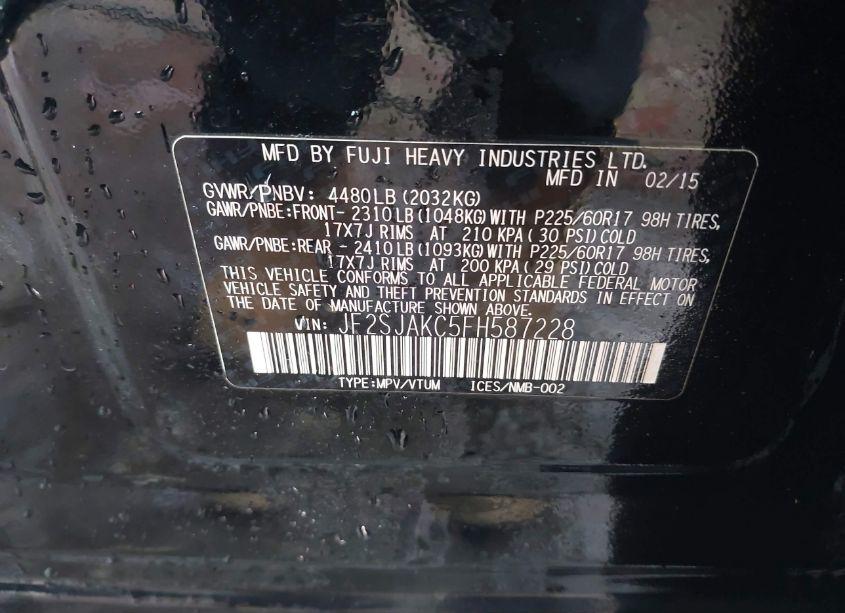 MFD BY FUJI HEAVY INDUSTRIES LTD.
MFD IN 02/15
GVWR/PNBV: 4480LB(2032KG)
GAWR/PNBE:FRONT- 2310LB(1048KG)WITH P225/60R17 98H TIRES,
17X7J RIMS AT 210 KPA(30 PSI)COLD
GAWR/PNBE:REAR - 2410LB(1093KG)WITH P225/60R17 98H TIRES,
17X7J RIMS AT 200 KPA(29 PSI)COLD
THIS VEHICLE CONFORMS TO ALL APPLICABLE FEDERAL MOTOR
VEHICLE SAFETY AND THEFT PREVENTION STANDARDS IN EFFECT ON
THE DATE OF MANUFACTURE SHOWN ABOVE.
VIN: JF2SJAKC5FH587228
TYPE:MPV/VTUM ICES/NMB-002